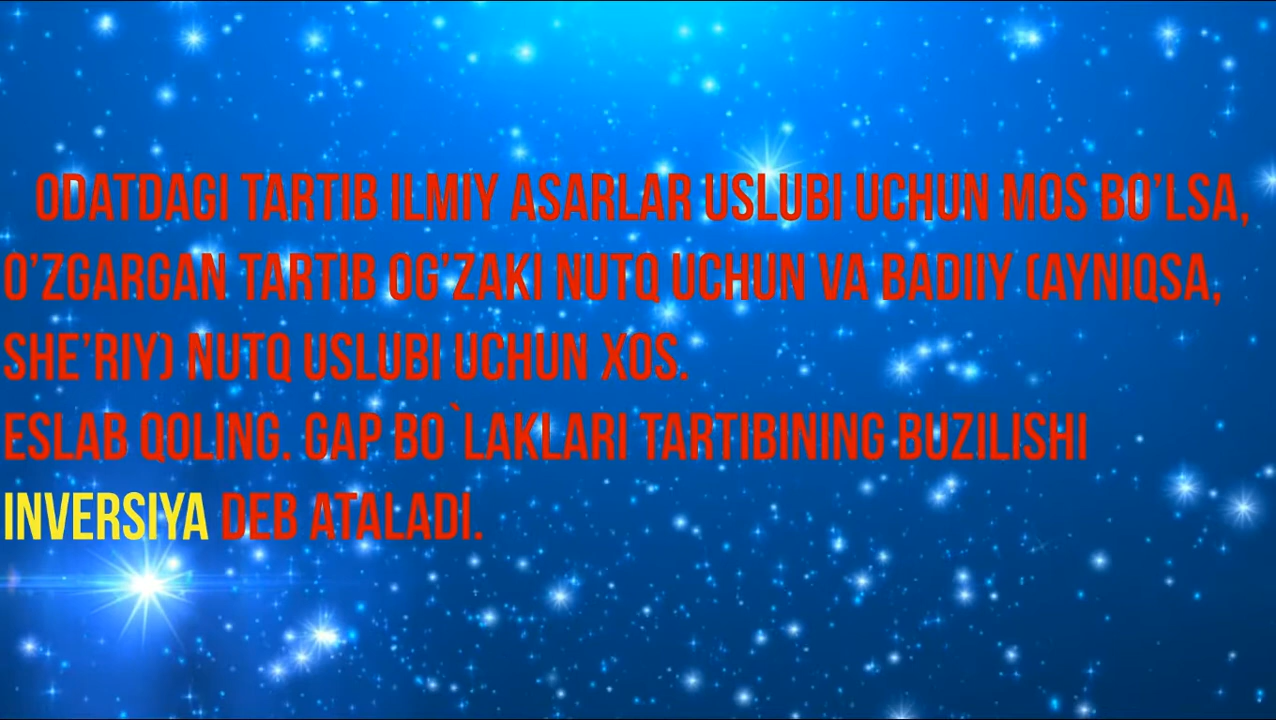 ODATDAGI TARTIB ILMIY ASARLAR USLUBI UCHUN MOS BO’LSA,
O’ZGARGAN TARTIB OG'ZAKI NUTQ UCHUN VA BADIIY (AYNIQSA,
SHE’RIY) NUTQ USLUBI UCHUN XOS.
ESLAB QOLING. GAP BO`LAKLARI TARTIBINING BUZILISHI
INVERSIYA DEB ATALADI.